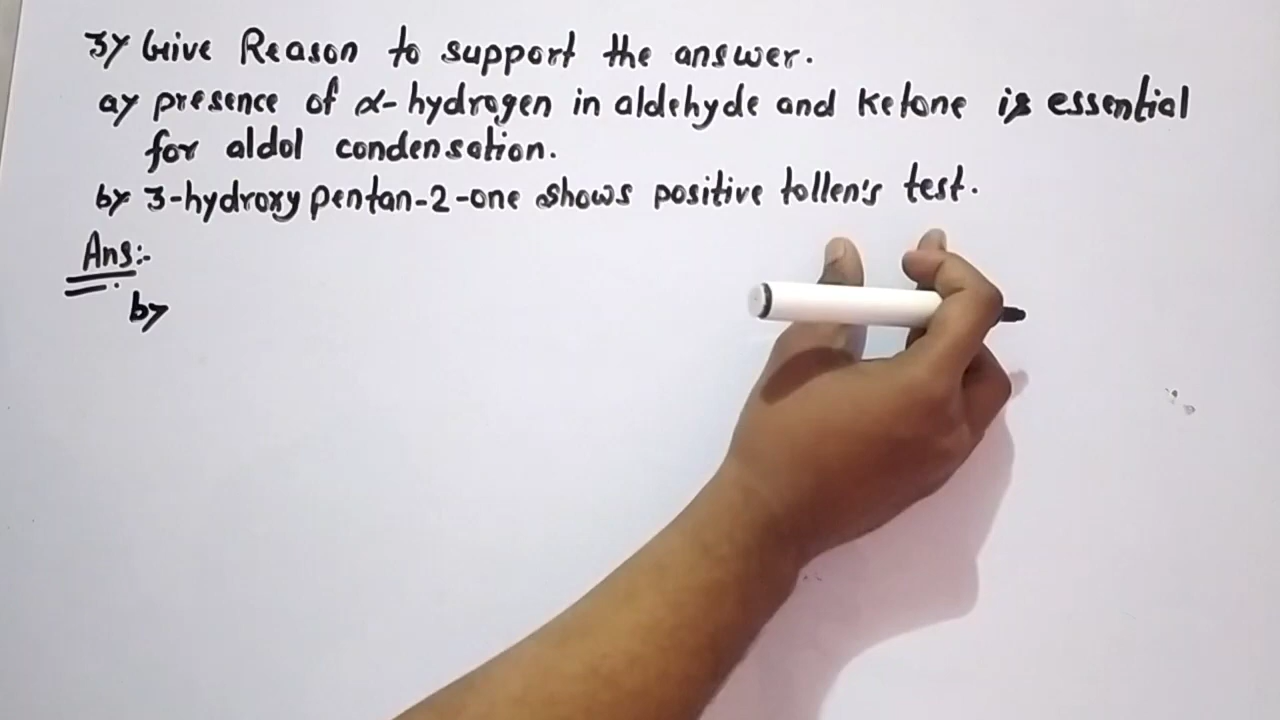 3) Give Reason to support the answer.
a) presence of α-hydrogen in aldehyde and ketone is essential
for aldol condensation.
b) 3-hydroxy pentan-2-one shows positive tollen's test.
Ans:-
b)